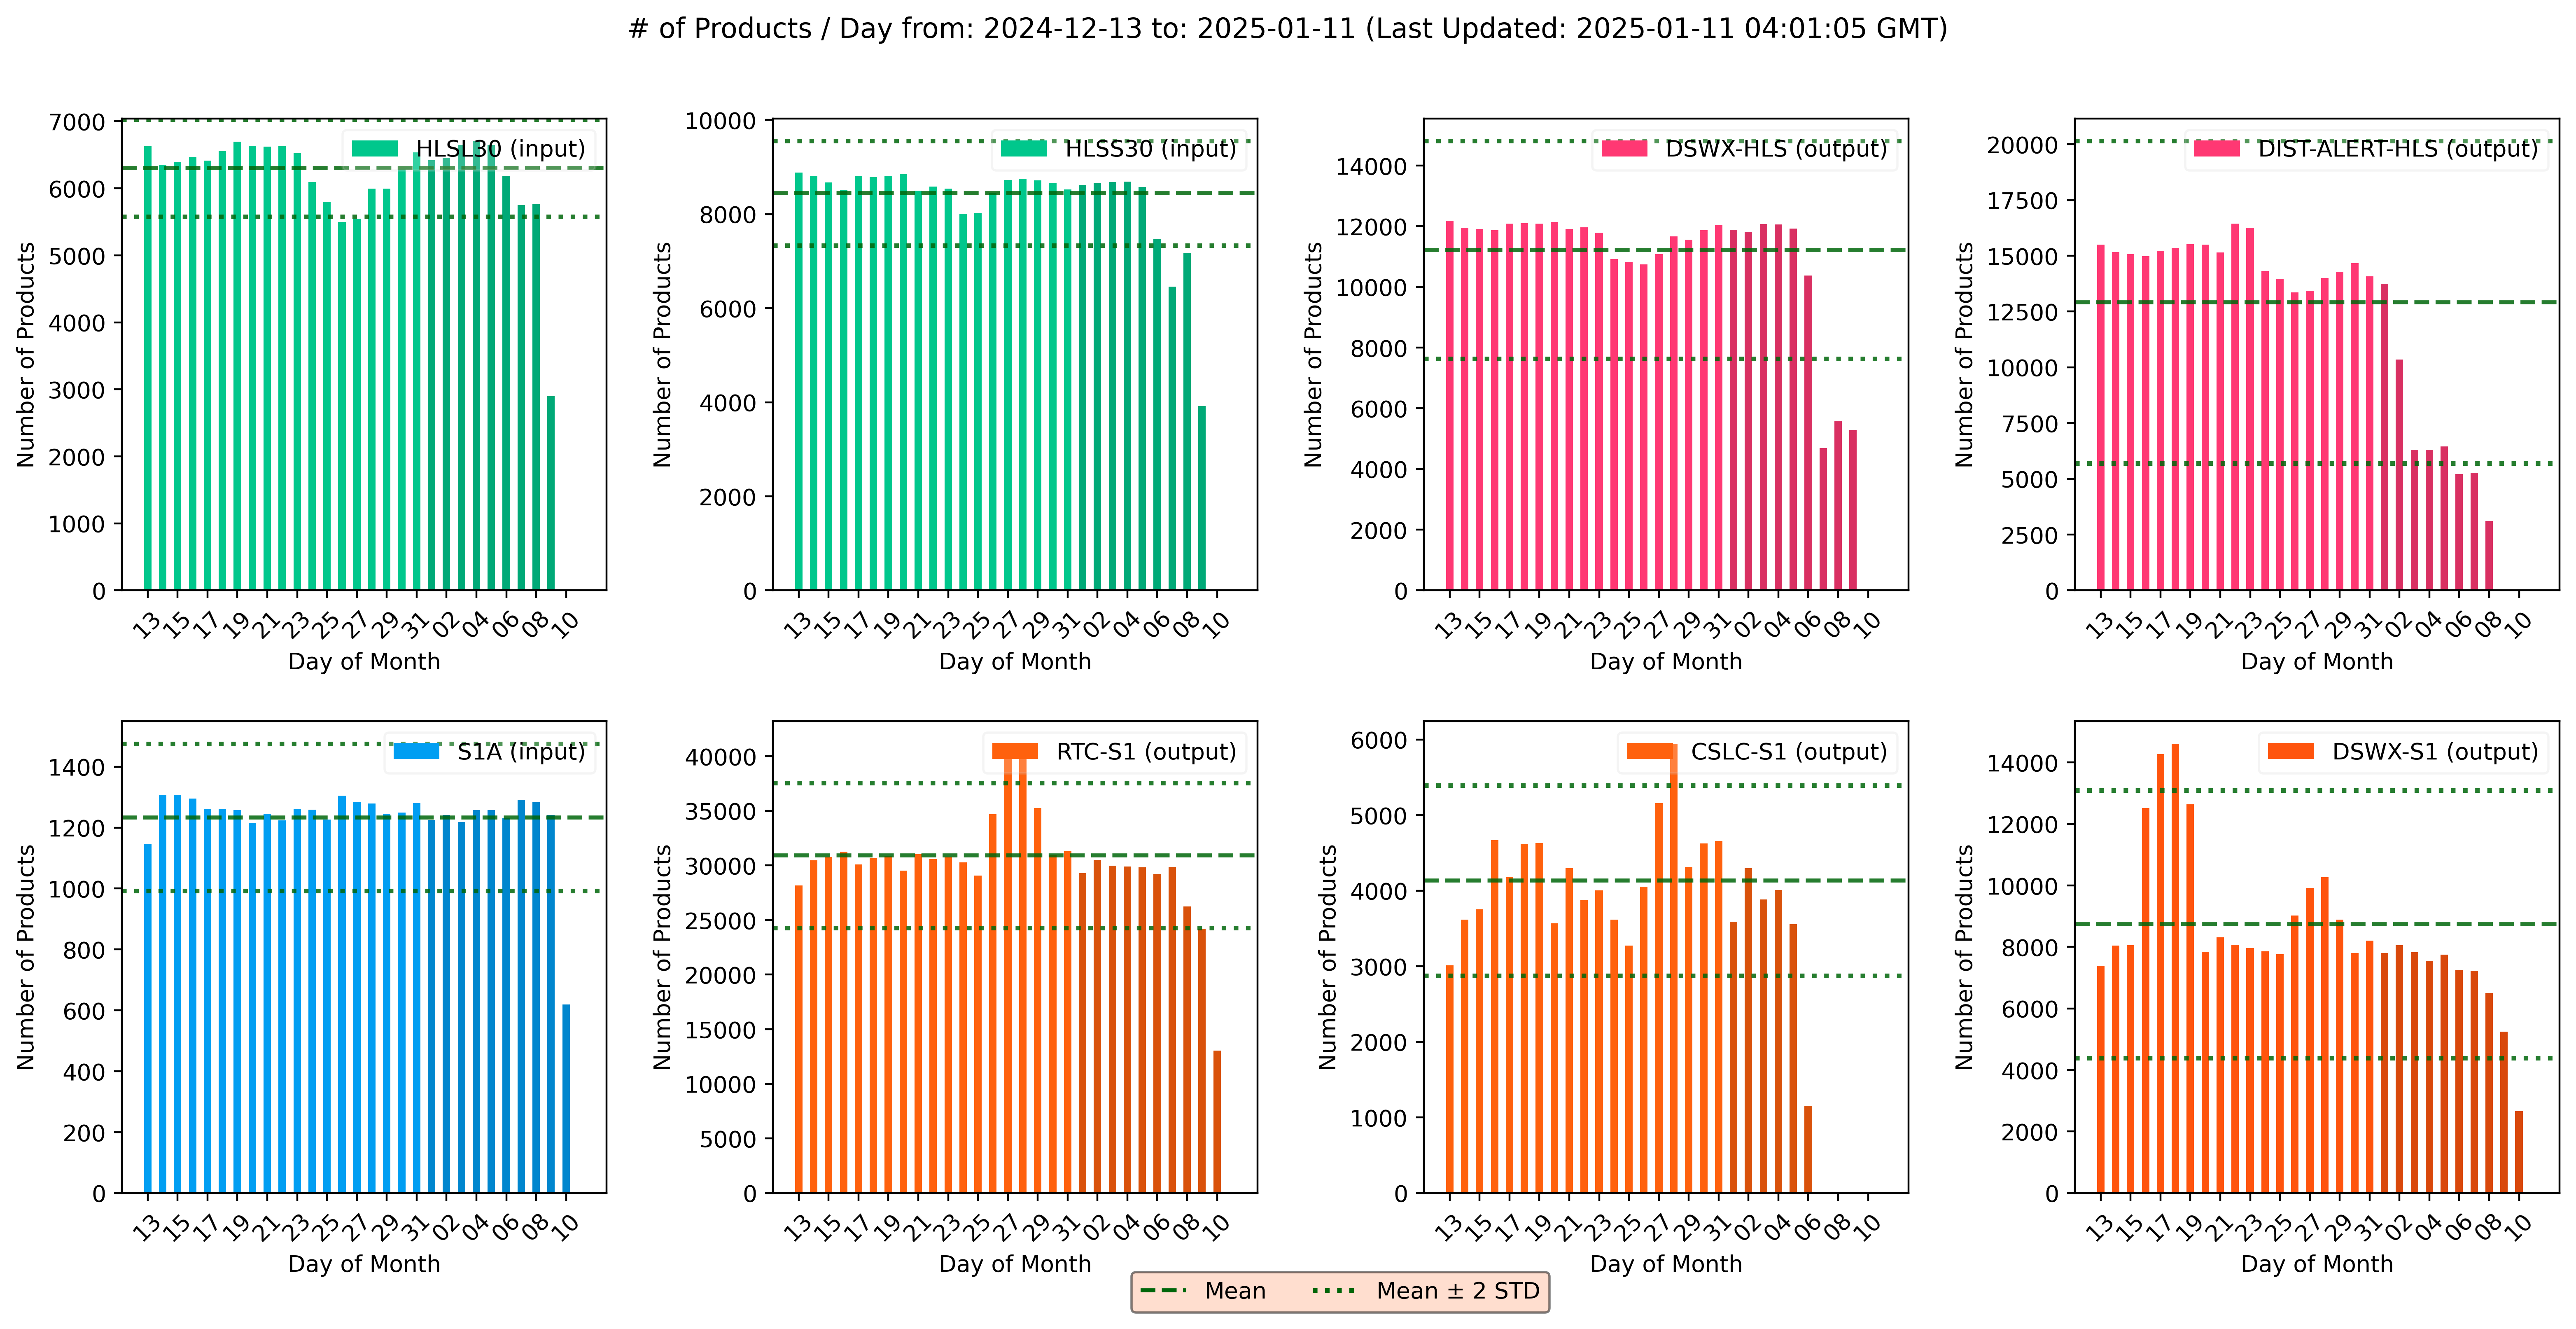 # of Products / Day from: 2024-12-13 to: 2025-01-11 (Last Updated: 2025-01-11 04:01:05 GMT)
HLSL30 (input)
Number of Products
7000
6000
5000
4000
3000
2000
1000
0
13 15 17 19 21 23 25 27 29 31 02 04 06 08 10
Day of Month
HLSS30 (input)
Number of Products
10000
8000
6000
4000
2000
0
13 15 17 19 21 23 25 27 29 31 02 04 06 08 10
Day of Month
DSWX-HLS (output)
Number of Products
14000
12000
10000
8000
6000
4000
2000
0
13 15 17 19 21 23 25 27 29 31 02 04 06 08 10
Day of Month
DIST-ALERT-HLS (output)
Number of Products
20000
17500
15000
12500
10000
7500
5000
2500
0
13 15 17 19 21 23 25 27 29 31 02 04 06 08 10
Day of Month
S1A (input)
Number of Products
1400
1200
1000
800
600
400
200
0
13 15 17 19 21 23 25 27 29 31 02 04 06 08 10
Day of Month
RTC-S1 (output)
Number of Products
40000
35000
30000
25000
20000
15000
10000
5000
0
13 15 17 19 21 23 25 27 29 31 02 04 06 08 10
Day of Month
CSLC-S1 (output)
Number of Products
6000
5000
4000
3000
2000
1000
0
13 15 17 19 21 23 25 27 29 31 02 04 06 08 10
Day of Month
DSWX-S1 (output)
Number of Products
14000
12000
10000
8000
6000
4000
2000
0
13 15 17 19 21 23 25 27 29 31 02 04 06 08 10
Day of Month
Mean
Mean ± 2 STD